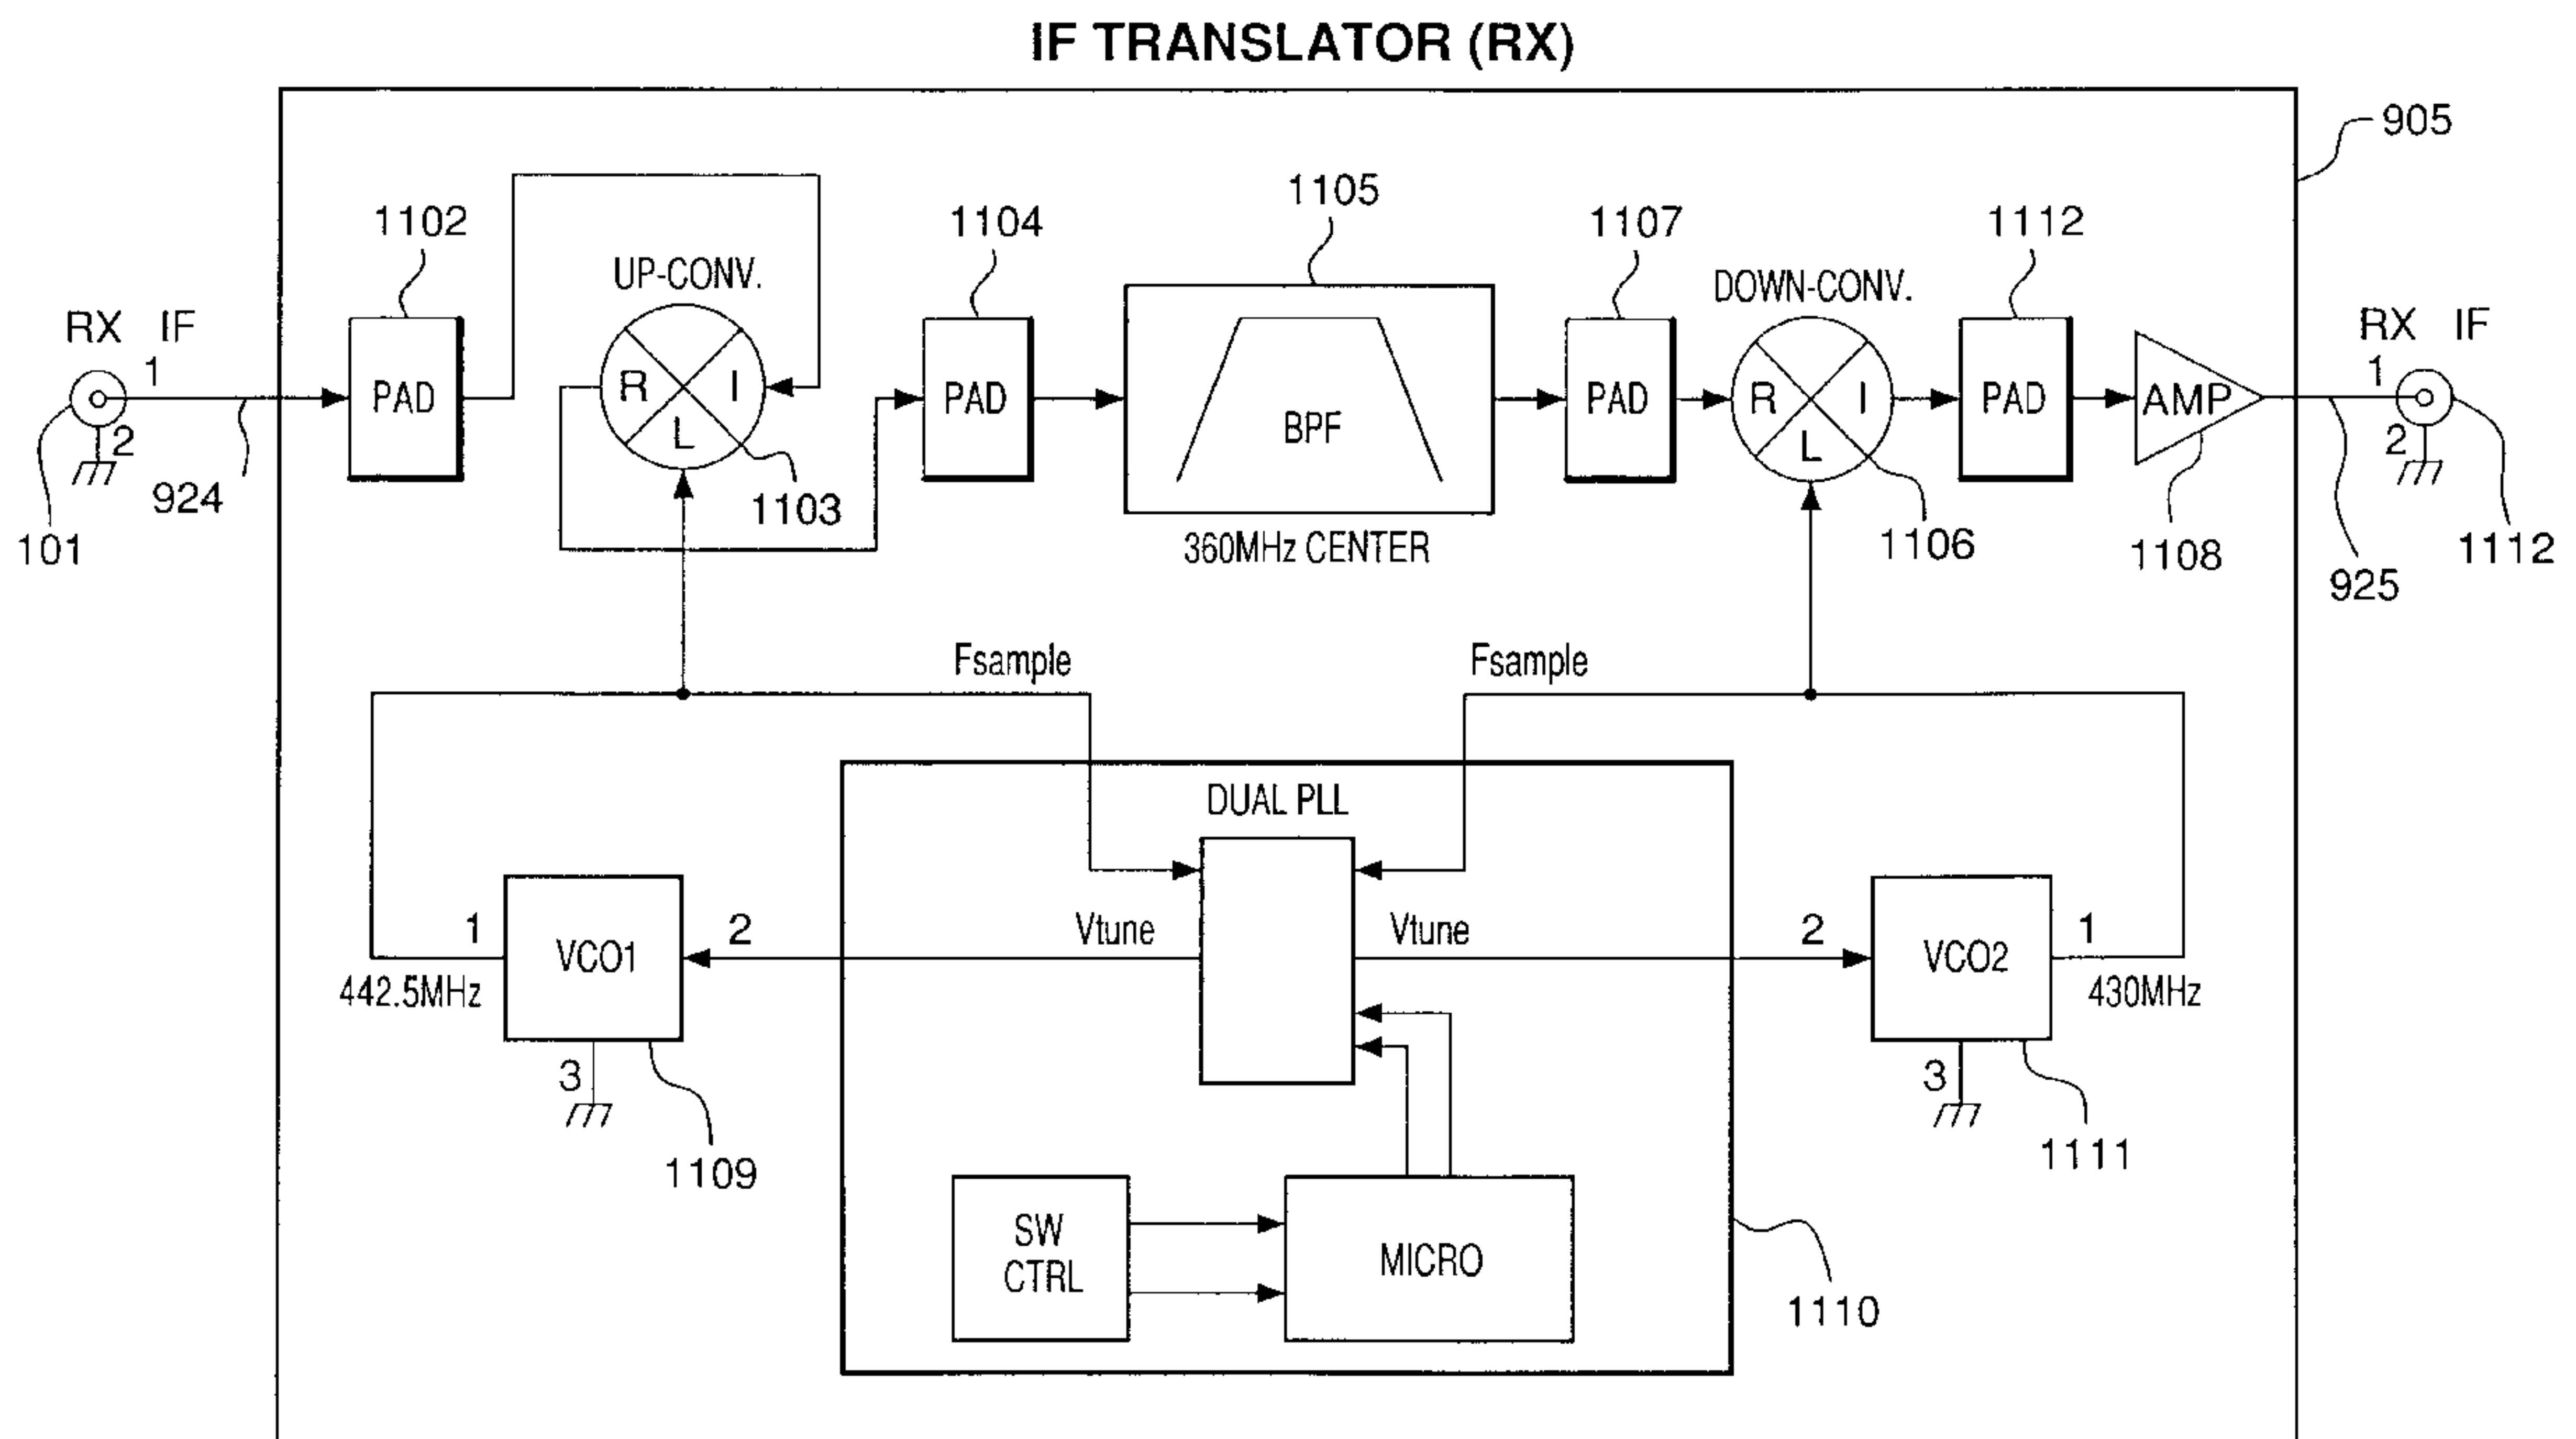 IF TRANSLATOR (RX)
905
1102
1104
1105
1107
1112
UP-CONV.
DOWN-CONV.
RX IF
1
2
101
924
PAD
R
I
L
1103
PAD
BPF
360MHz CENTER
PAD
R
I
L
1106
PAD
AMP
1108
RX IF
1
2
925
1112
Fsample
Fsample
DUAL PLL
1
442.5MHz
VCO1
2
3
1109
Vtune
Vtune
2
VCO2
1
430MHz
3
1111
SW
CTRL
MICRO
1110